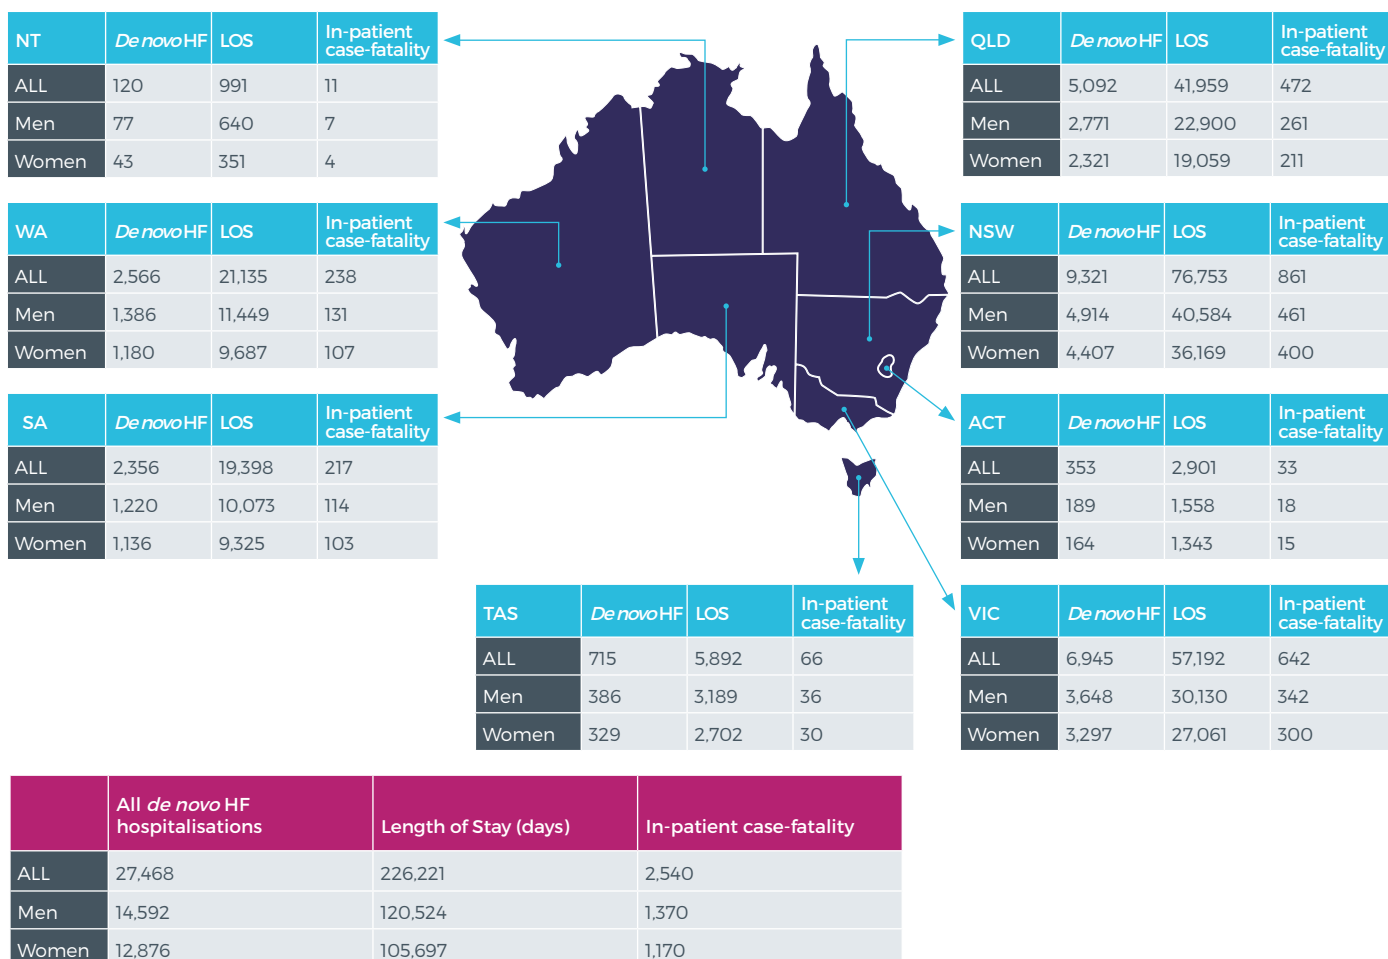 NT De novo HF LOS In-patient case-fatality
ALL 120 991 11
Men 77 640 7
Women 43 351 4
QLD De novo HF LOS In-patient case-fatality
ALL 5,092 41,959 472
Men 2,771 22,900 261
Women 2,321 19,059 211
WA De novo HF LOS In-patient case-fatality
ALL 2,566 21,135 238
Men 1,386 11,449 131
Women 1,180 9,687 107
NSW De novo HF LOS In-patient case-fatality
ALL 9,321 76,753 861
Men 4,914 40,584 461
Women 4,407 36,169 400
SA De novo HF LOS In-patient case-fatality
ALL 2,356 19,398 217
Men 1,220 10,073 114
Women 1,136 9,325 103
ACT De novo HF LOS In-patient case-fatality
ALL 353 2,901 33
Men 189 1,558 18
Women 164 1,343 15
TAS De novo HF LOS In-patient case-fatality
ALL 715 5,892 66
Men 386 3,189 36
Women 329 2,702 30
VIC De novo HF LOS In-patient case-fatality
ALL 6,945 57,192 642
Men 3,648 30,130 342
Women 3,297 27,061 300
All de novo HF hospitalisations Length of Stay (days) In-patient case-fatality
ALL 27,468 226,221 2,540
Men 14,592 120,524 1,370
Women 12,876 105,697 1,170